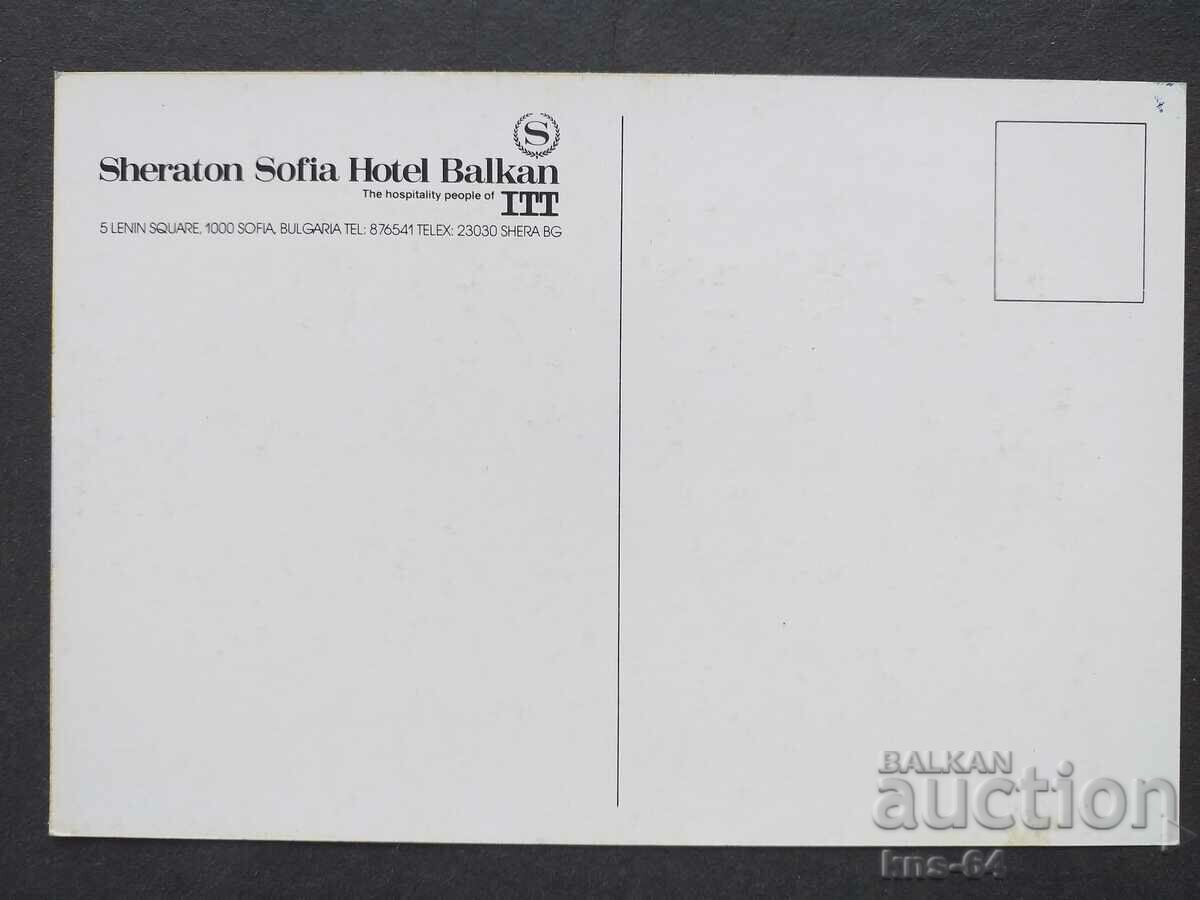 S
Sheraton Sofia Hotel Balkan
The hospitality people of ITT
5 LENIN SQUARE, 1000 SOFIA, BULGARIA TEL: 876541 TELEX: 23030 SHERA BG
BALKAN
auction
kns-64